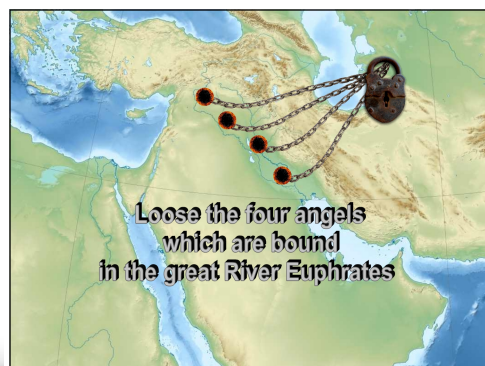 Loose the four angels
which are bound
in the great River Euphrates